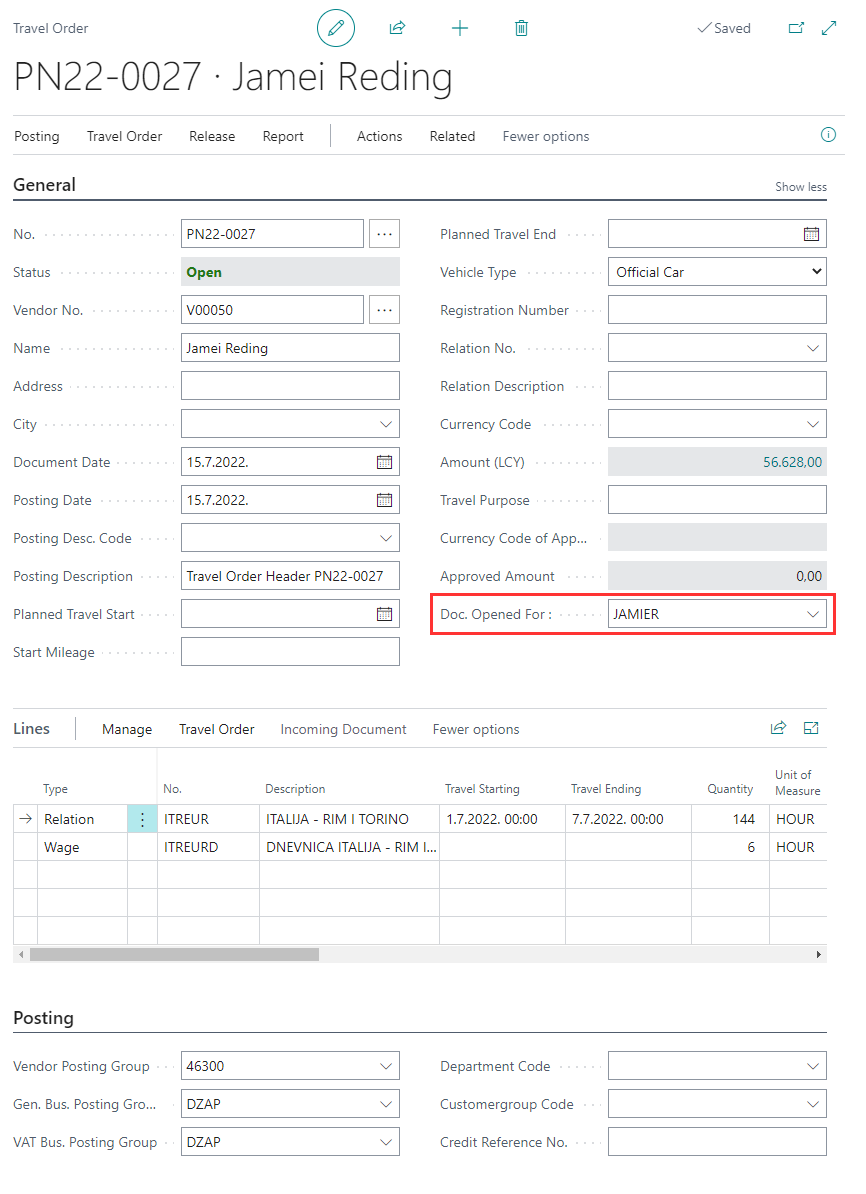 Travel Order
Saved
PN22-0027 · Jamei Reding
Posting Travel Order Release Report Actions Related Fewer options
General
Show less
No. PN22-0027 ...
Status Open
Vendor No. V00050 ...
Name Jamei Reding
Address
City
Document Date 15.7.2022.
Posting Date 15.7.2022.
Posting Desc. Code
Posting Description Travel Order Header PN22-0027
Planned Travel Start
Start Mileage
Planned Travel End
Vehicle Type Official Car
Registration Number
Relation No.
Relation Description
Currency Code
Amount (LCY) 56.628,00
Travel Purpose
Currency Code of App...
Approved Amount 0,00
Doc. Opened For : JAMIER
Lines Manage Travel Order Incoming Document Fewer options
Type No. Description Travel Starting Travel Ending Quantity Unit of Measure
Relation ITREUR ITALIJA - RIM I TORINO 1.7.2022. 00:00 7.7.2022. 00:00 144 HOUR
Wage ITREURD DNEVNICA ITALIJA - RIM I... 6 HOUR
Posting
Vendor Posting Group 46300
Gen. Bus. Posting Gro... DZAP
VAT Bus. Posting Group DZAP
Department Code
Customergroup Code
Credit Reference No.